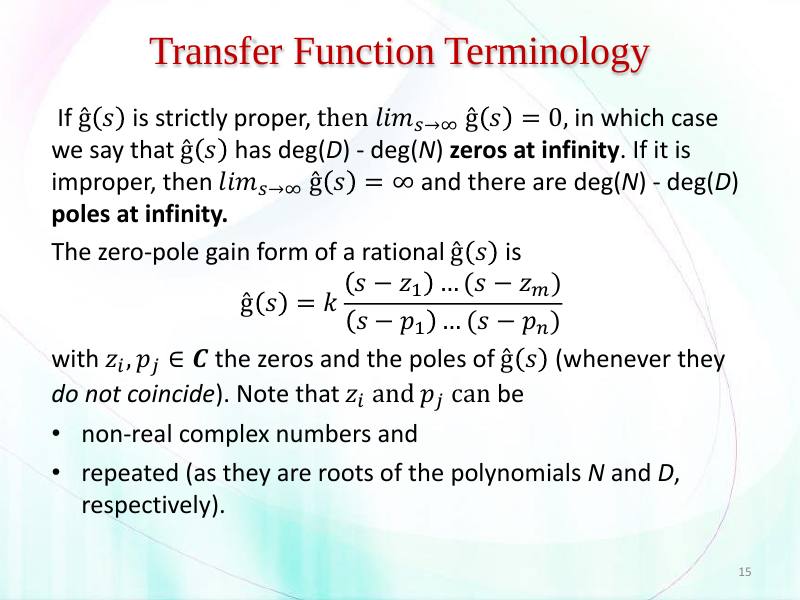 Transfer Function Terminology
If ĝ(𝑠) is strictly proper, then 𝑙𝑖𝑚ₛ→∞ ĝ(𝑠) = 0, in which case
we say that ĝ(𝑠) has deg(D) - deg(N) zeros at infinity. If it is
improper, then 𝑙𝑖𝑚ₛ→∞ ĝ(𝑠) = ∞ and there are deg(N) - deg(D)
poles at infinity.
The zero-pole gain form of a rational ĝ(𝑠) is
ĝ(𝑠) = 𝑘 (𝑠 − 𝑧₁) … (𝑠 − 𝑧ₘ) / (𝑠 − 𝑝₁) … (𝑠 − 𝑝ₙ)
with 𝑧ᵢ, 𝑝ⱼ ∈ 𝑪 the zeros and the poles of ĝ(𝑠) (whenever they
do not coincide). Note that 𝑧ᵢ and 𝑝ⱼ can be
• non-real complex numbers and
• repeated (as they are roots of the polynomials N and D,
respectively).
15